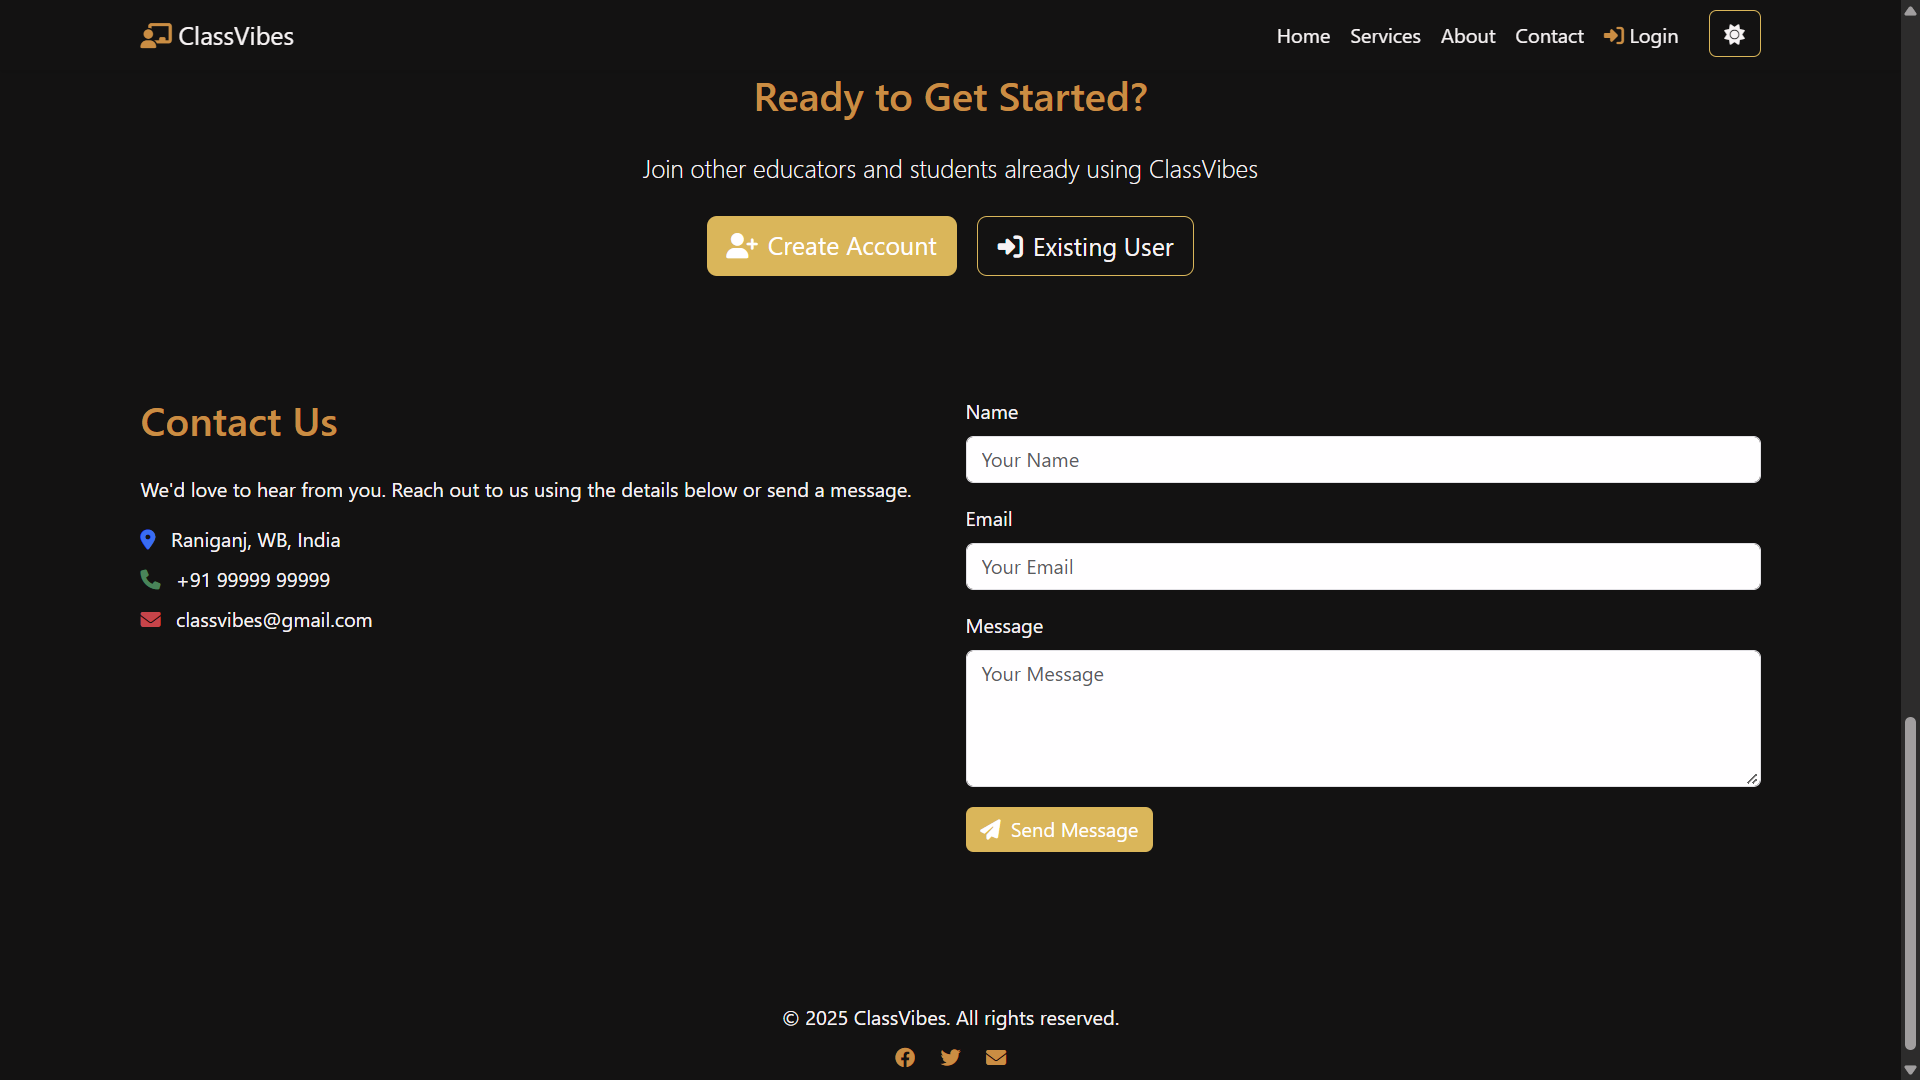 ClassVibes
Home Services About Contact Login
Ready to Get Started?
Join other educators and students already using ClassVibes
Create Account
Existing User
Contact Us
We'd love to hear from you. Reach out to us using the details below or send a message.
Raniganj, WB, India
+91 99999 99999
classvibes@gmail.com
Name
Your Name
Email
Your Email
Message
Your Message
Send Message
© 2025 ClassVibes. All rights reserved.